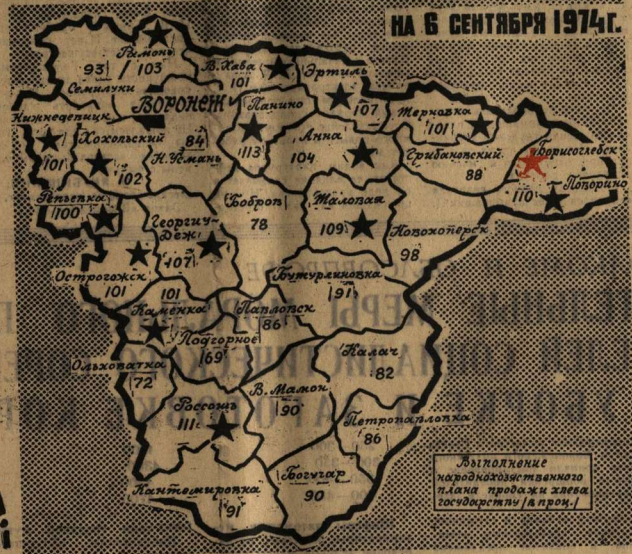 НА 6 СЕНТЯБРЯ 1974 г.
Рамонь
103
93
Семилуки
В. Хава
101
Эртиль
107
ВОРОНЕЖ
Панино
113
Терновка
101
Нижнедевицк
101
Хохольский
102
84
Н. Усмань
Анна
104
Грибановский
88
Борисоглевск
110
Поворино
Репьевка
100
Георгиу-
Деж
107
Бобров
78
Таловая
109
Новохоперск
98
Острогожск
101
101
Каменка
Бутурлиновка
91
Павловск
86
Подгорное
69
Калач
82
Ольховатка
72
Россошь
111
В. Мамон
90
Петропавловка
86
Кантемировка
91
Богучар
90
Выполнение
народнохозяйственного
плана продажи хлеба
государству /в проц./